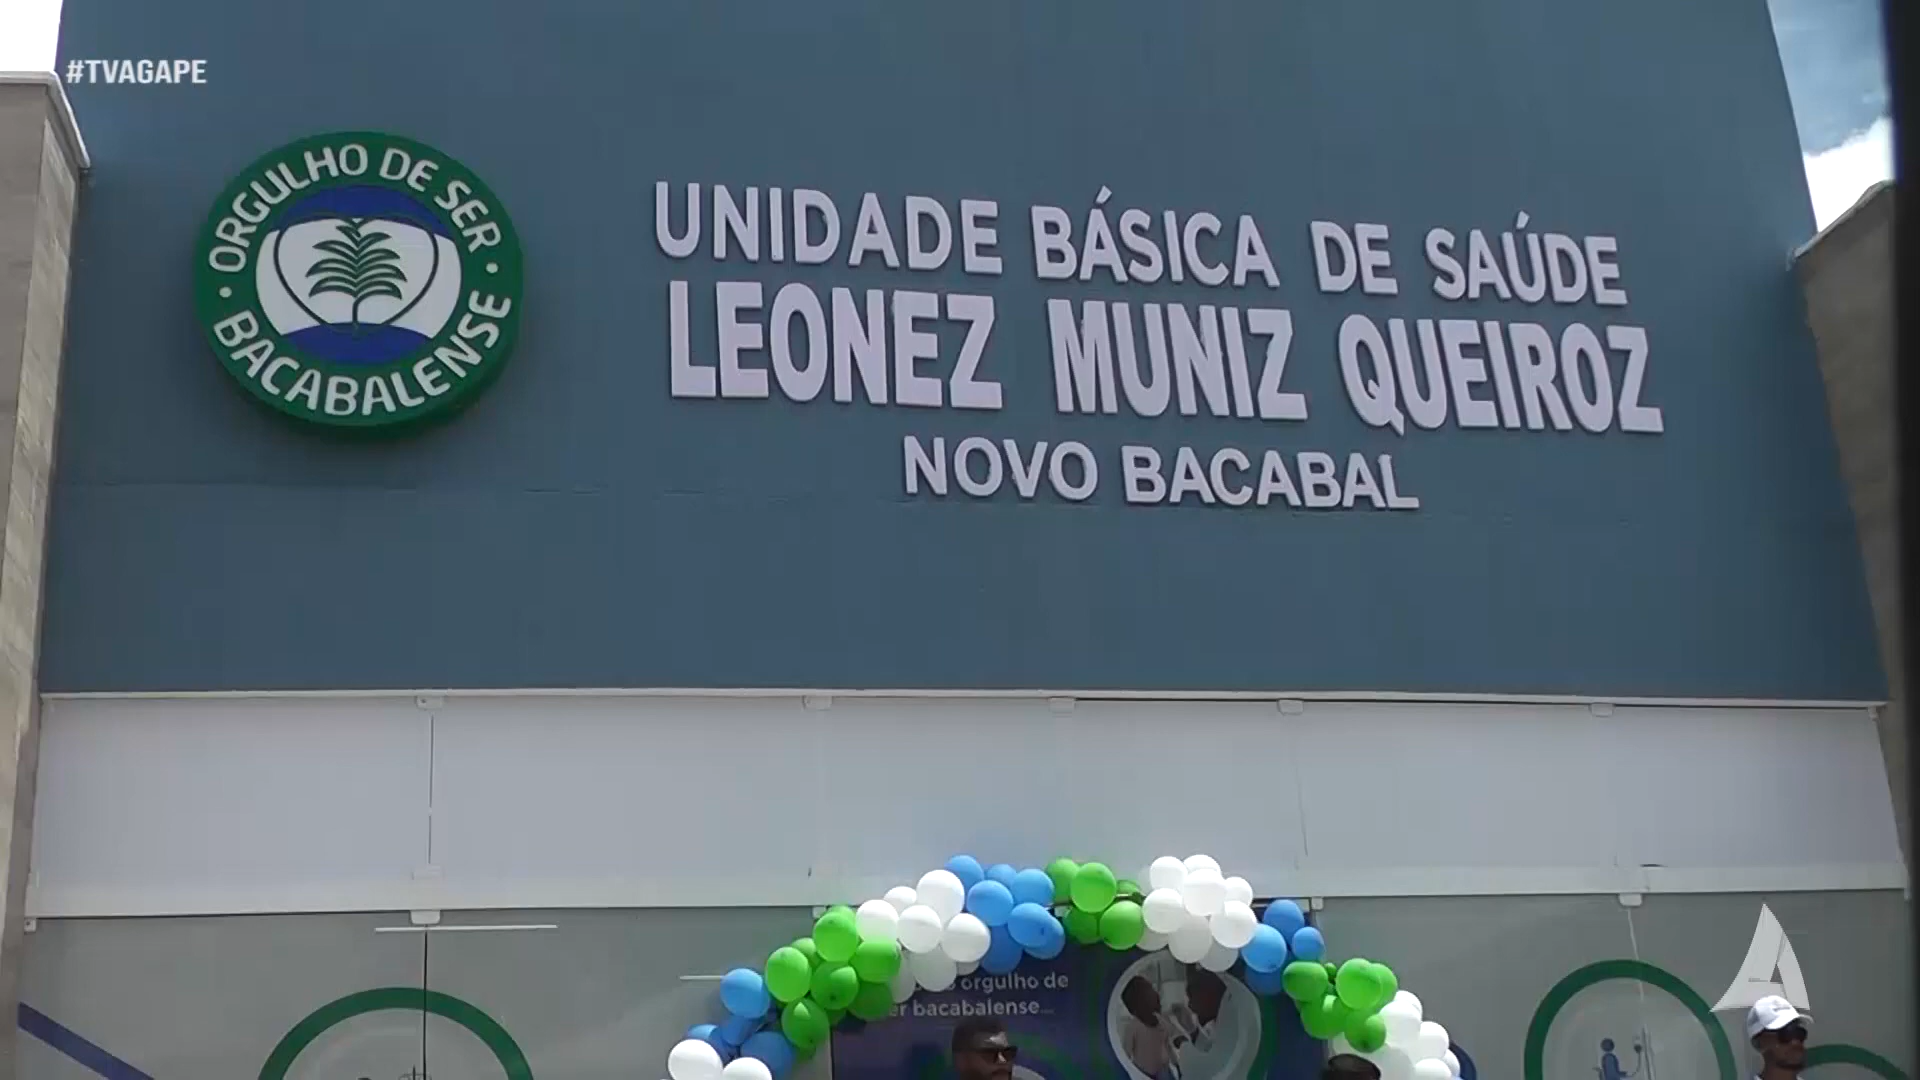 #TVAGAPE
ORGULHO DE SER
BACABALENSE
UNIDADE BÁSICA DE SAÚDE
LEONEZ MUNIZ QUEIROZ
NOVO BACABAL
orgulho de
bacabalense...